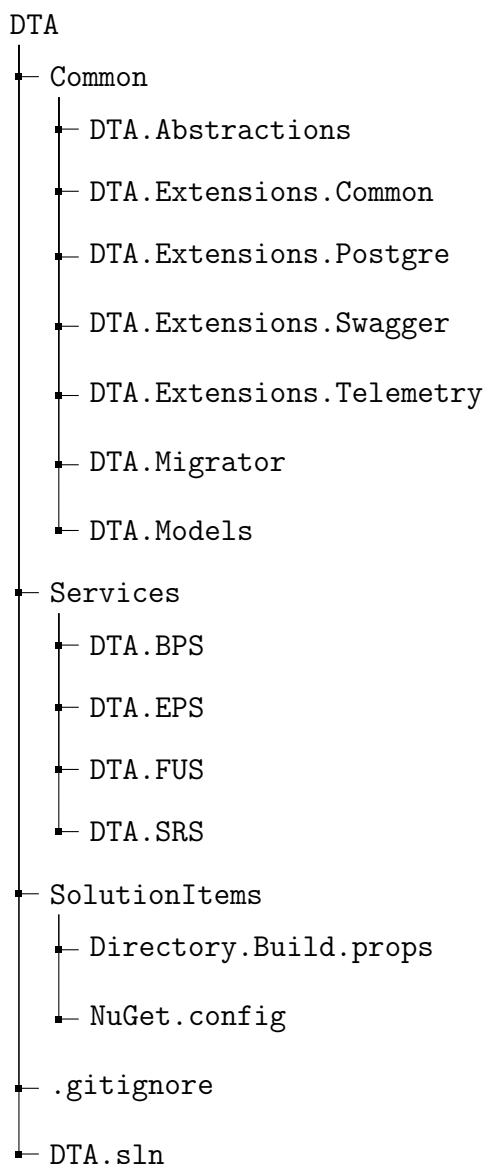 DTA
Common
DTA.Abstractions
DTA.Extensions.Common
DTA.Extensions.Postgre
DTA.Extensions.Swagger
DTA.Extensions.Telemetry
DTA.Migrator
DTA.Models
Services
DTA.BPS
DTA.EPS
DTA.FUS
DTA.SRS
SolutionItems
Directory.Build.props
NuGet.config
.gitignore
DTA.sln